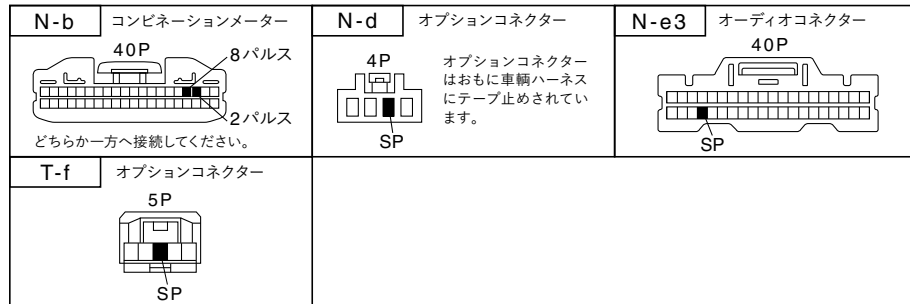 N-b コンビネーションメーター
40P
8パルス
2パルス
どちらか一方へ接続してください。
N-d オプションコネクター
4P
SP
オプションコネクター
はおもに車輌ハーネス
にテープ止めされてい
ます。
N-e3 オーディオコネクター
40P
SP
T-f オプションコネクター
5P
SP